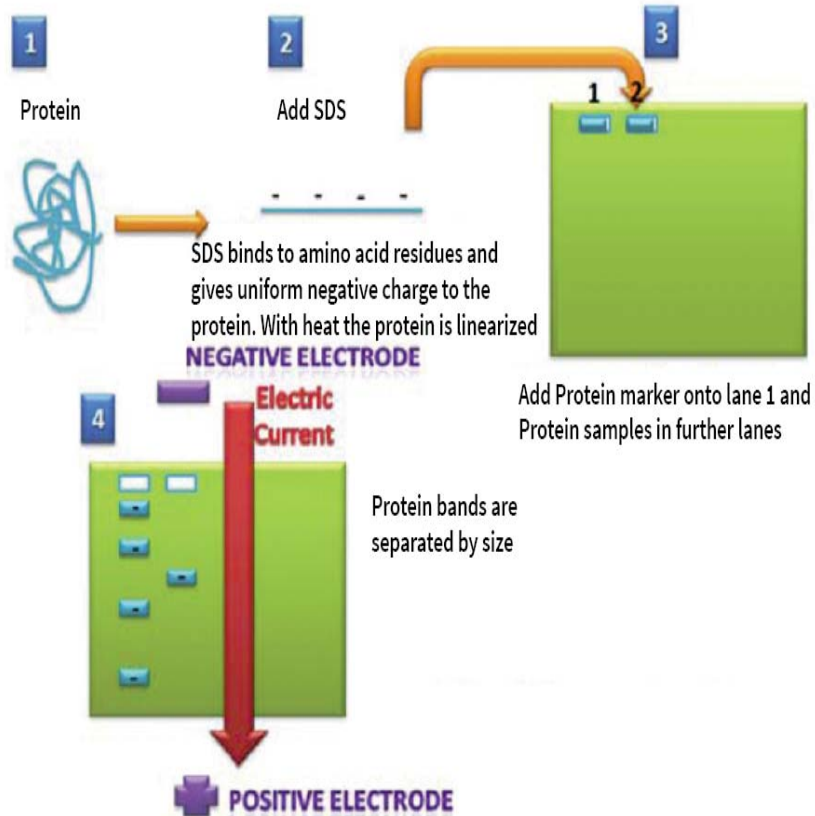 1
Protein
2
Add SDS
- - - -
SDS binds to amino acid residues and
gives uniform negative charge to the
protein. With heat the protein is linearized
3
1 2
Add Protein marker onto lane 1 and
Protein samples in further lanes
4
NEGATIVE ELECTRODE
Electric
Current
Protein bands are
separated by size
POSITIVE ELECTRODE